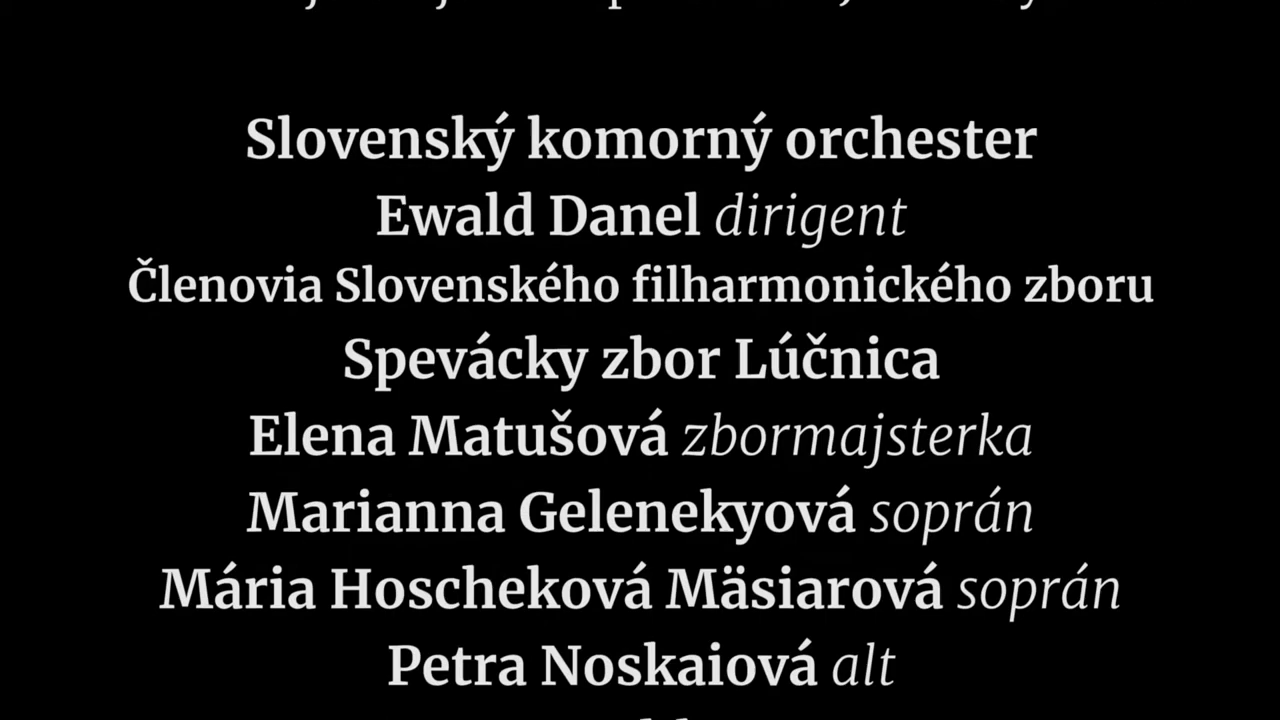 Slovenský komorný orchester
Ewald Danel dirigent
Členovia Slovenského filharmonického zboru
Spevácky zbor Lúčnica
Elena Matušová zbormajsterka
Marianna Gelenekyová soprán
Mária Hoscheková Mäsiarová soprán
Petra Noskaiová alt